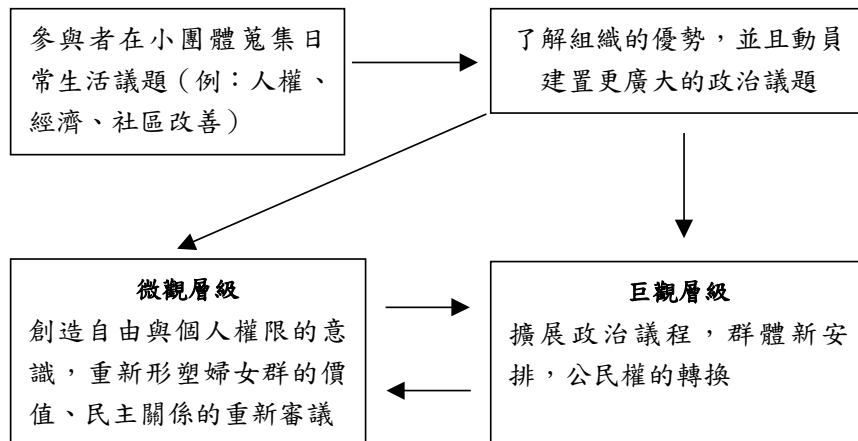 參與者在小團體蒐集日
常生活議題（例：人權、
經濟、社區改善）
了解組織的優勢，並且動員
建置更廣大的政治議題
微觀層級
創造自由與個人權限的意
識，重新形塑婦女群的價
值、民主關係的重新審議
巨觀層級
擴展政治議程，群體新安
排，公民權的轉換